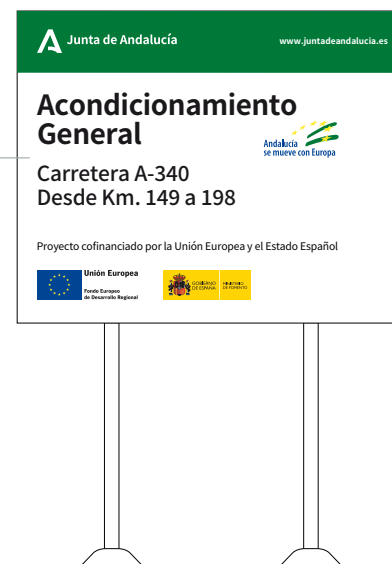 Junta de Andalucía
www.juntadeandalucia.es
Acondicionamiento
General
Andalucía
se mueve con Europa
Carretera A-340
Desde Km. 149 a 198
Proyecto cofinanciado por la Unión Europea y el Estado Español
Unión Europea
Fondo Europeo
de Desarrollo Regional
GOBIERNO
DE ESPAÑA
MINISTERIO
DE FOMENTO